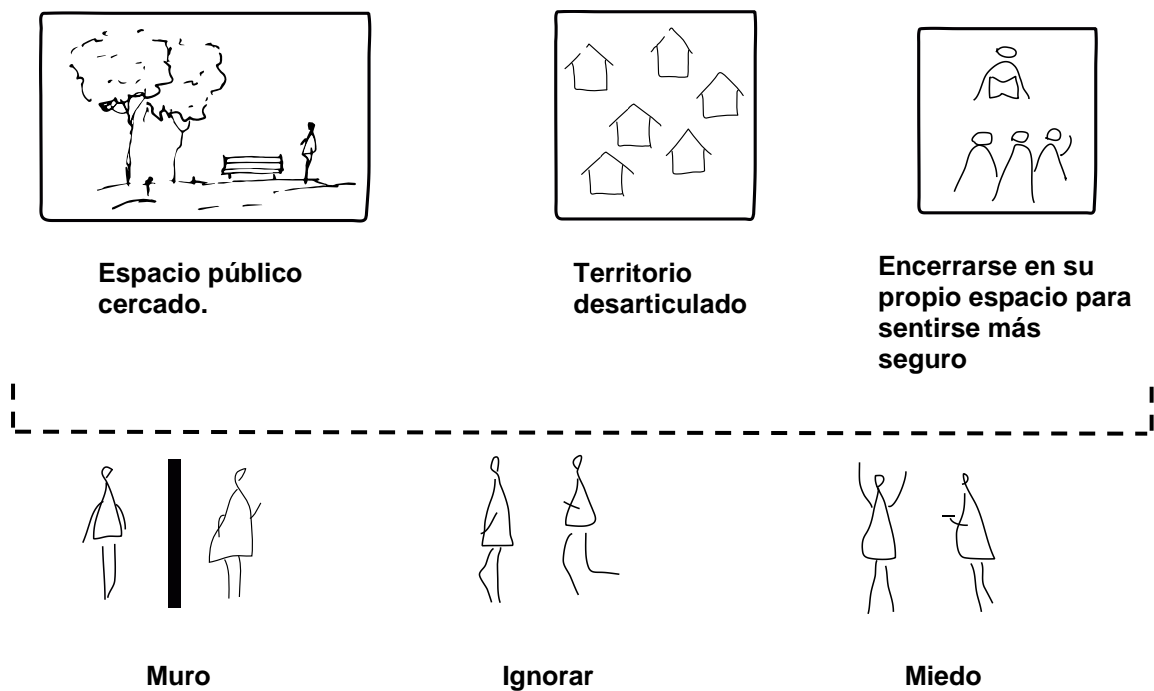 Espacio público
cercado.
Territorio
desarticulado
Encerrarse en su
propio espacio para
sentirse más
seguro
Muro
Ignorar
Miedo